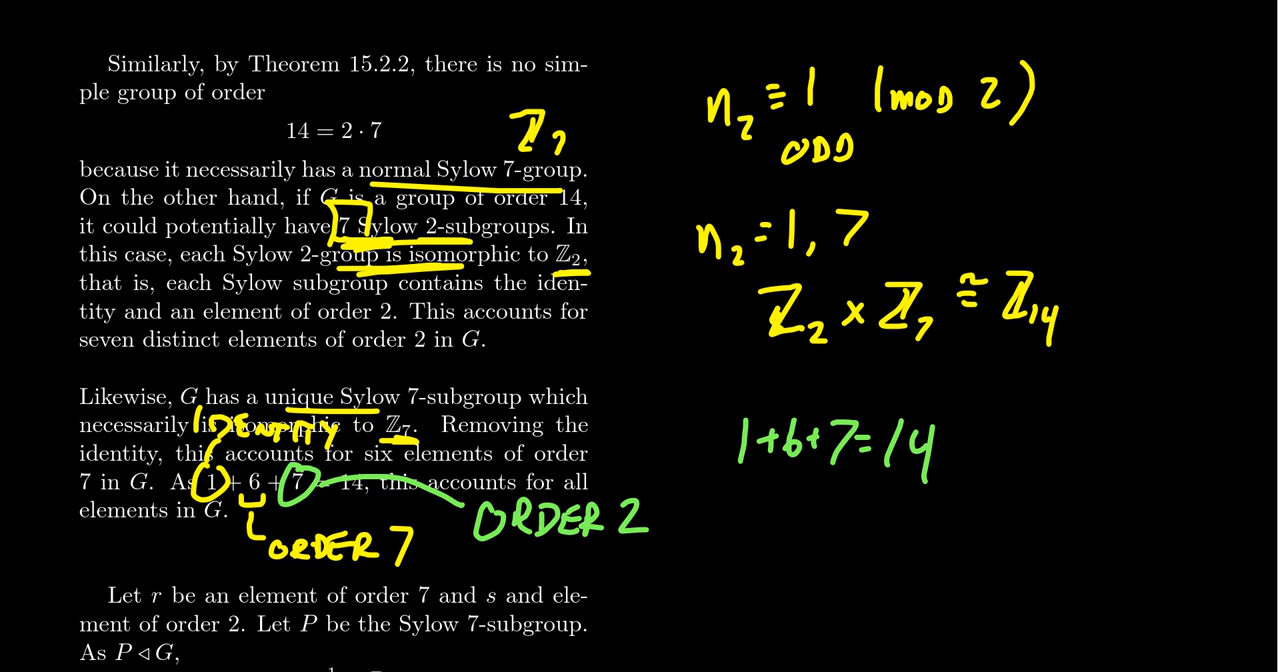 Similarly, by Theorem 15.2.2, there is no sim-
ple group of order
14 = 2 · 7
ℤ₇
because it necessarily has a normal Sylow 7-group.
On the other hand, if G is a group of order 14,
it could potentially have 7 Sylow 2-subgroups. In
this case, each Sylow 2-group is isomorphic to ℤ₂,
that is, each Sylow subgroup contains the iden-
tity and an element of order 2. This accounts for
seven distinct elements of order 2 in G.
Likewise, G has a unique Sylow 7-subgroup which
necessarily is isomorphic to ℤ₇. Removing the
IDENTITY
identity, this accounts for six elements of order
7 in G. As 1 + 6 + 7 = 14, this accounts for all
elements in G.
ORDER 7
ORDER 2
Let r be an element of order 7 and s and ele-
ment of order 2. Let P be the Sylow 7-subgroup.
As P ◁ G,
n₂ ≡ 1 (MOD 2)
ODD
n₂ = 1, 7
ℤ₂ × ℤ₇ ≅ ℤ₁₄
1+6+7=14